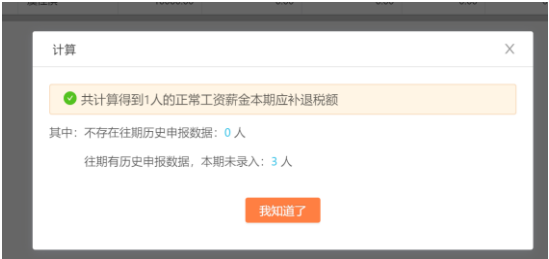 计算
共计算得到1人的正常工资薪金本期应补退税额
其中：不存在往期历史申报数据：0 人
往期有历史申报数据，本期未录入：3 人
我知道了